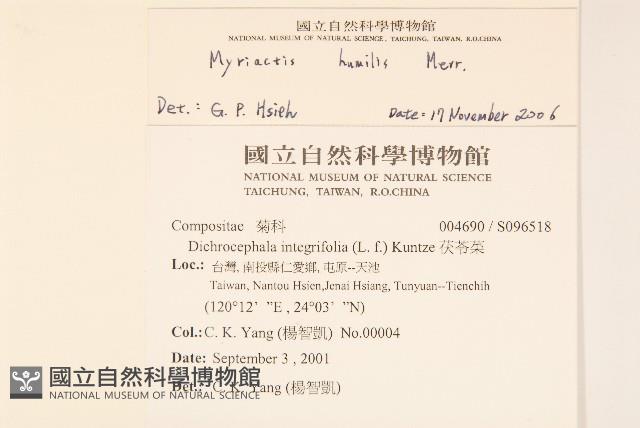 國立自然科學博物館
NATIONAL MUSEUM OF NATURAL SCIENCE, TAICHUNG, TAIWAN, R.O.CHINA
Myriactis humilis Merr.
Det.: G. P. Hsieh Date: 17 November 2006
國立自然科學博物館
NATIONAL MUSEUM OF NATURAL SCIENCE
TAICHUNG, TAIWAN, R.O.CHINA
Compositae 菊科 004690 / S096518
Dichrocephala integrifolia (L. f.) Kuntze 茯苓菜
Loc.: 台灣, 南投縣仁愛鄉, 屯原--天池
Taiwan, Nantou Hsien,Jenai Hsiang, Tunyuan--Tienchih
(120°12’ ”E , 24°03’ ”N)
Col.: C. K. Yang (楊智凱) No.00004
Date: September 3 , 2001
Det.: C. K. Yang (楊智凱)
國立自然科學博物館
NATIONAL MUSEUM OF NATURAL SCIENCE